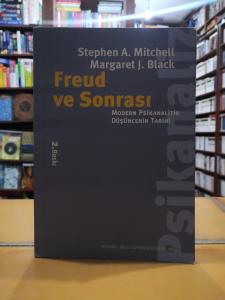 Stephen A. Mitchell
Margaret J. Black
Freud
ve Sonrası
Modern Psikanalitik
Düşüncenin Tarihi
2. Baskı
Psikanaliz